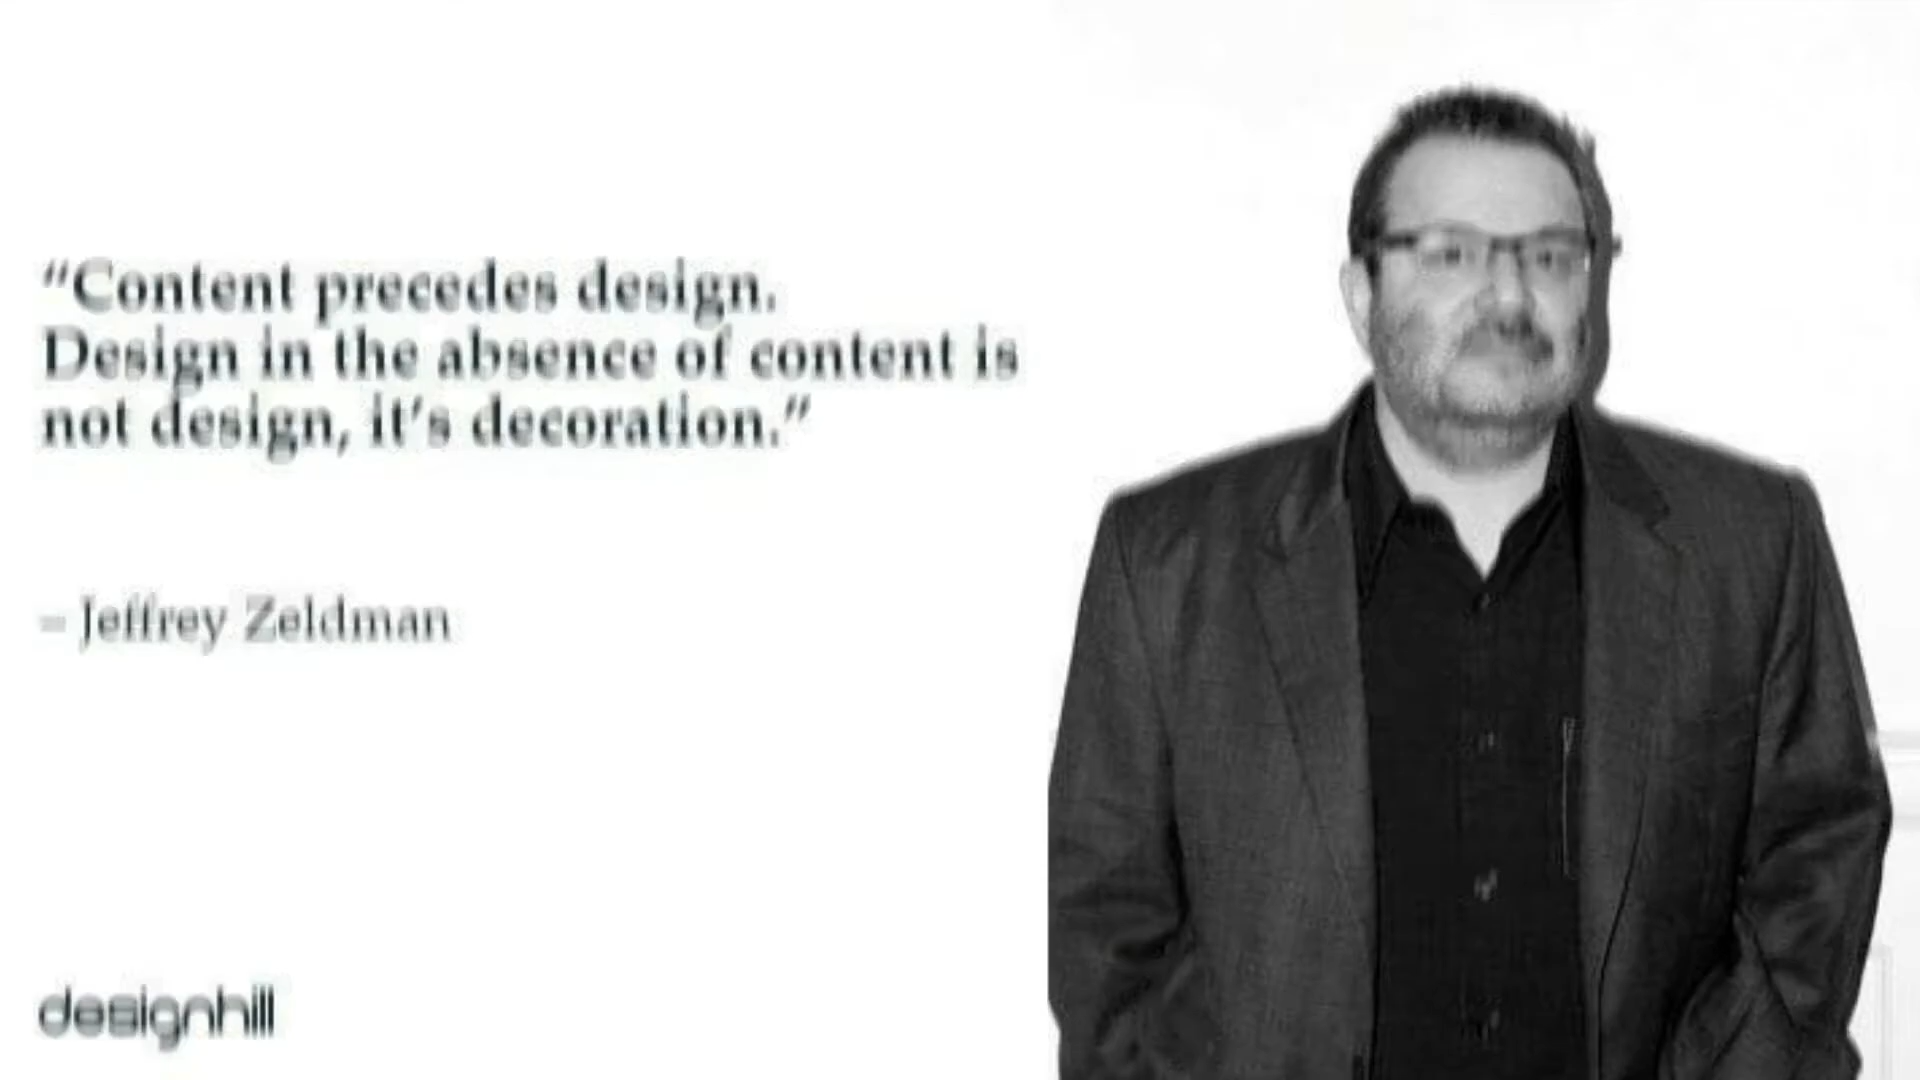 “Content precedes design.
Design in the absence of content is
not design, it’s decoration.”
– Jeffrey Zeldman
designhill